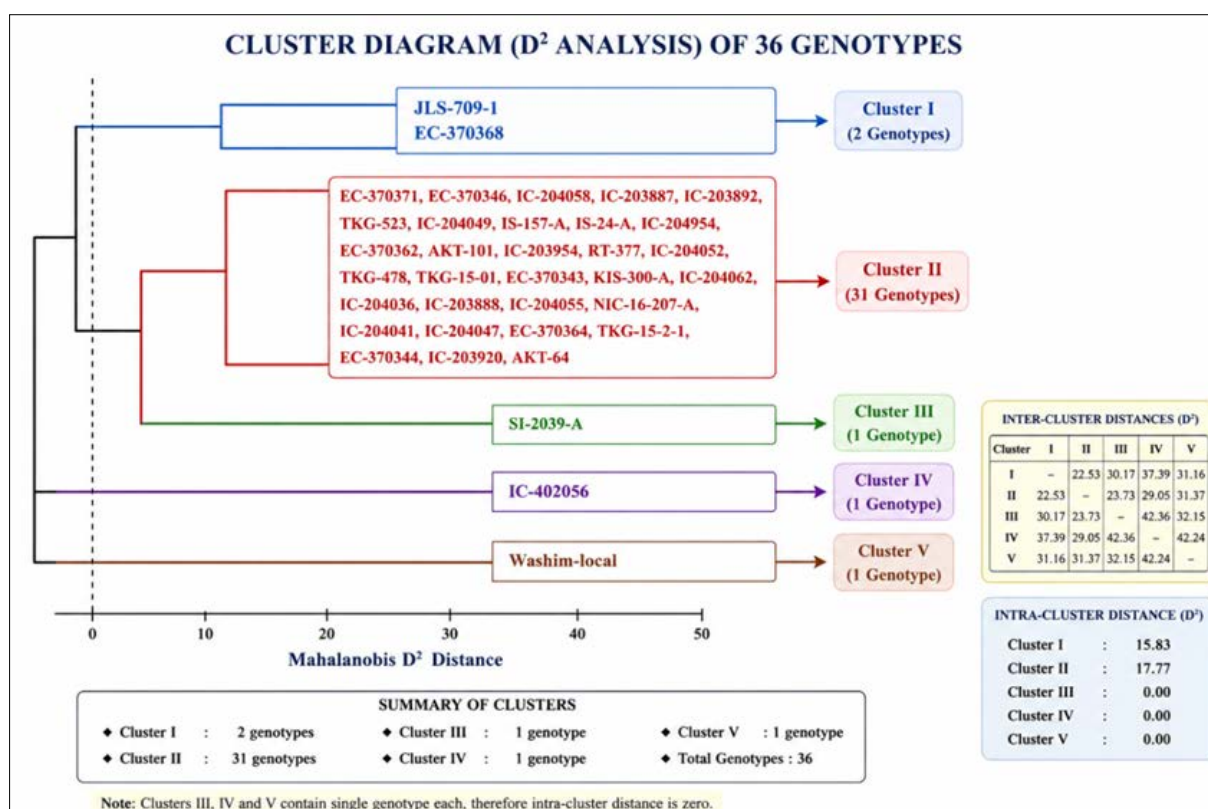 CLUSTER DIAGRAM (D² ANALYSIS) OF 36 GENOTYPES
JLS-709-1
EC-370368
Cluster I
(2 Genotypes)
EC-370371, EC-370346, IC-204058, IC-203887, IC-203892,
TKG-523, IC-204049, IS-157-A, IS-24-A, IC-204954,
EC-370362, AKT-101, IC-203954, RT-377, IC-204052,
TKG-478, TKG-15-01, EC-370343, KIS-300-A, IC-204062,
IC-204036, IC-203888, IC-204055, NIC-16-207-A,
IC-204041, IC-204047, EC-370364, TKG-15-2-1,
EC-370344, IC-203920, AKT-64
Cluster II
(31 Genotypes)
SI-2039-A
Cluster III
(1 Genotype)
IC-402056
Cluster IV
(1 Genotype)
Washim-local
Cluster V
(1 Genotype)
0 10 20 30 40 50
Mahalanobis D² Distance
INTER-CLUSTER DISTANCES (D²)
Cluster I II III IV V
I – 22.53 30.17 37.39 31.16
II 22.53 – 23.73 29.05 31.37
III 30.17 23.73 – 42.36 32.15
IV 37.39 29.05 42.36 – 42.24
V 31.16 31.37 32.15 42.24 –
INTRA-CLUSTER DISTANCE (D²)
Cluster I : 15.83
Cluster II : 17.77
Cluster III : 0.00
Cluster IV : 0.00
Cluster V : 0.00
SUMMARY OF CLUSTERS
◆ Cluster I : 2 genotypes ◆ Cluster III : 1 genotype ◆ Cluster V : 1 genotype
◆ Cluster II : 31 genotypes ◆ Cluster IV : 1 genotype ◆ Total Genotypes : 36
Note: Clusters III, IV and V contain single genotype each, therefore intra-cluster distance is zero.